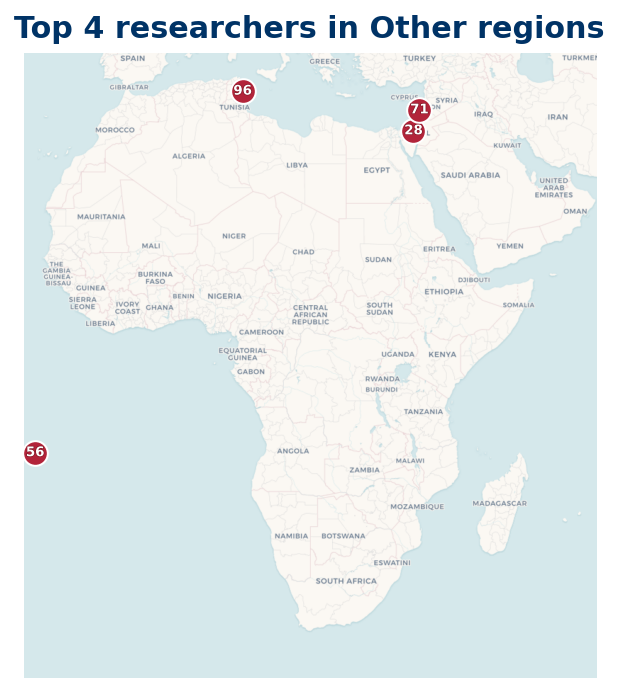 Top 4 researchers in Other regions
SPAIN
GREECE
TURKEY
TURKMEN
GIBRALTAR
96
TUNISIA
CYPRUS
SYRIA
71
28
IRAQ
IRAN
MOROCCO
ALGERIA
LIBYA
EGYPT
KUWAIT
SAUDI ARABIA
UNITED
ARAB
EMIRATES
OMAN
MAURITANIA
MALI
NIGER
CHAD
SUDAN
ERITREA
YEMEN
THE
GAMBIA
GUINEA-
BISSAU
GUINEA
SIERRA
LEONE
LIBERIA
BURKINA
FASO
IVORY
COAST
GHANA
BENIN
NIGERIA
CAMEROON
CENTRAL
AFRICAN
REPUBLIC
SOUTH
SUDAN
DJIBOUTI
ETHIOPIA
SOMALIA
EQUATORIAL
GUINEA
GABON
UGANDA
KENYA
RWANDA
BURUNDI
TANZANIA
56
ANGOLA
ZAMBIA
MALAWI
MOZAMBIQUE
MADAGASCAR
NAMIBIA
BOTSWANA
ESWATINI
SOUTH AFRICA